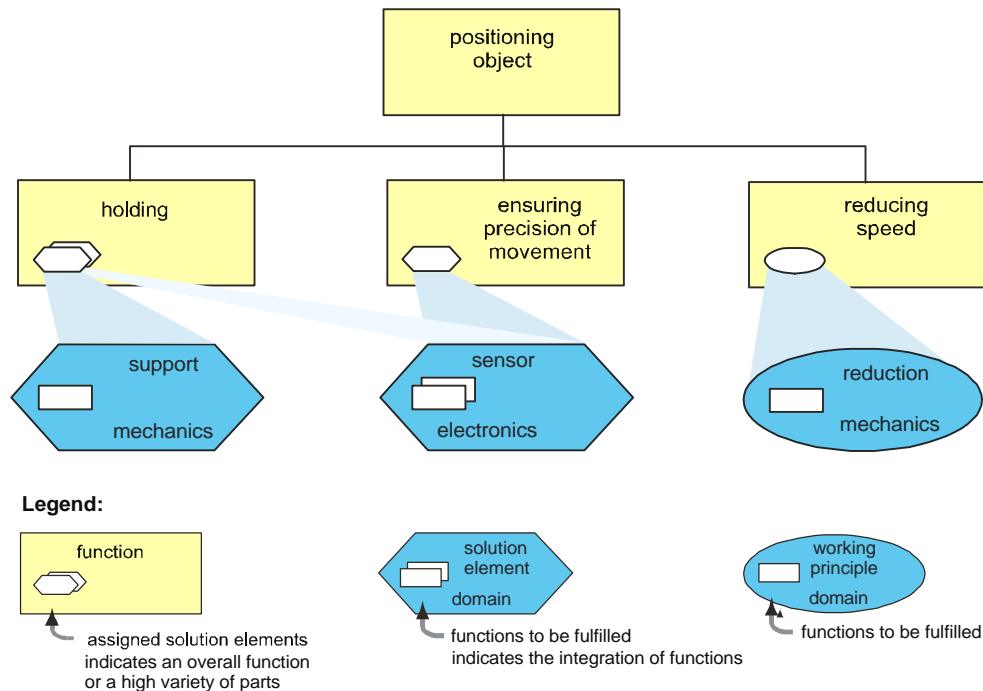 positioning
object
holding
ensuring
precision of
movement
reducing
speed
support
mechanics
sensor
electronics
reduction
mechanics
Legend:
function
assigned solution elements
indicates an overall function
or a high variety of parts
solution
element
domain
functions to be fulfilled
indicates the integration of functions
working
principle
domain
functions to be fulfilled